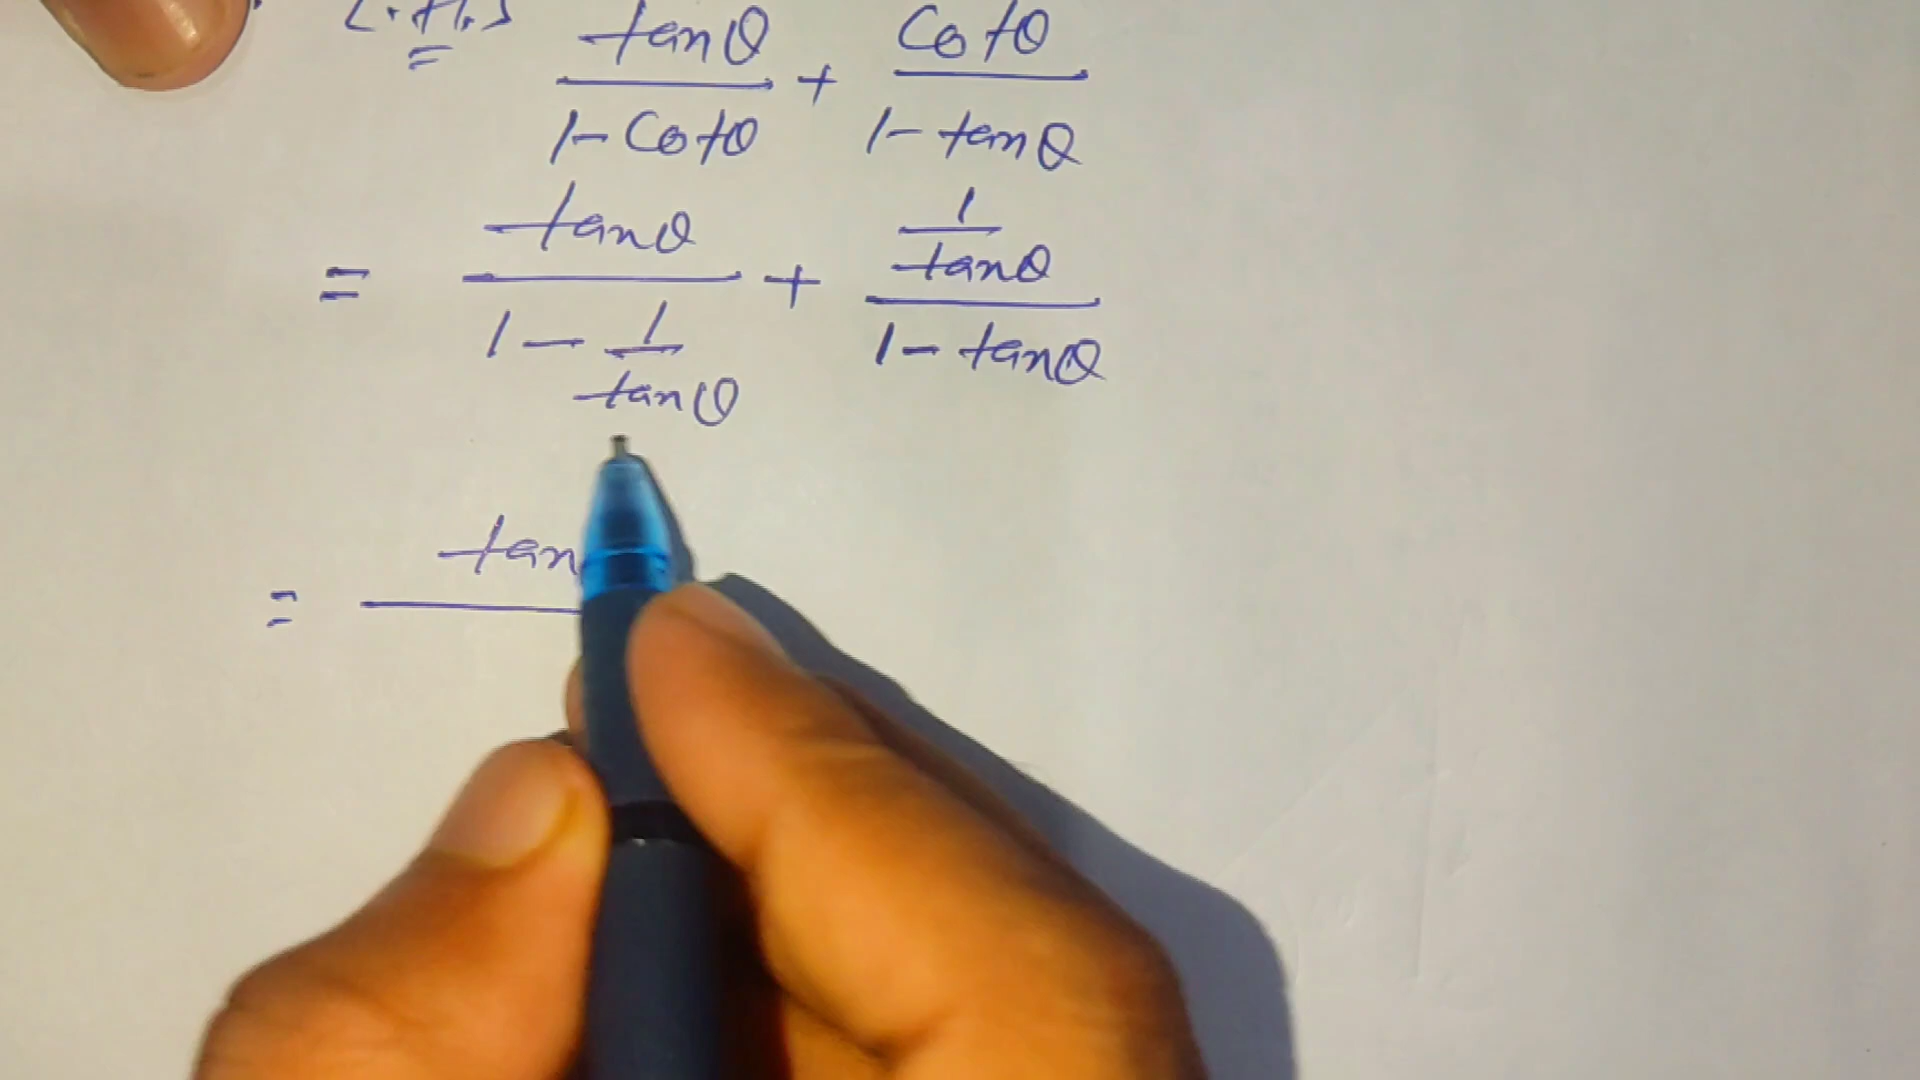 L.H.S
= tanθ/(1-Cotθ) + Cotθ/(1-tanθ)
= tanθ/(1-1/tanθ) + (1/tanθ)/(1-tanθ)
= tan